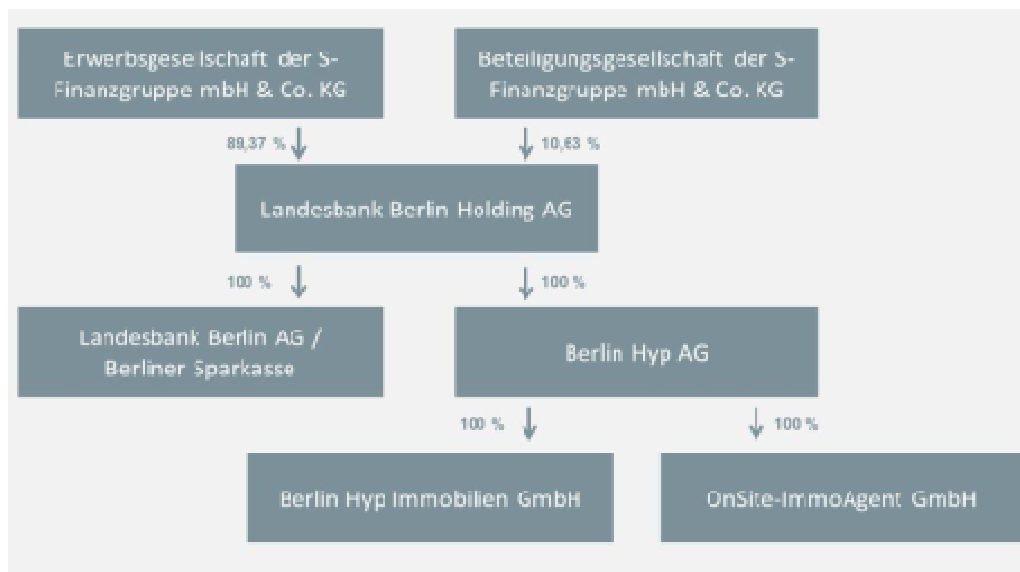 Erwerbsgesellschaft der S-
Finanzgruppe mbH & Co. KG
Beteiligungsgesellschaft der S-
Finanzgruppe mbH & Co. KG
89,37 %
10,63 %
Landesbank Berlin Holding AG
100 %
100 %
Landesbank Berlin AG /
Berliner Sparkasse
Berlin Hyp AG
100 %
100 %
Berlin Hyp Immobilien GmbH
OnSite-ImmoAgent GmbH